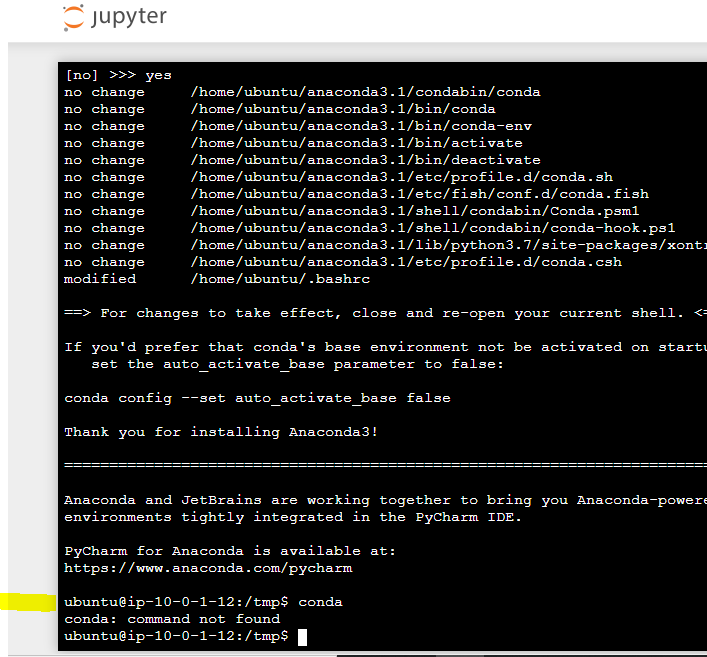 jupyter
[no] >>> yes
no change     /home/ubuntu/anaconda3.1/condabin/conda
no change     /home/ubuntu/anaconda3.1/bin/conda
no change     /home/ubuntu/anaconda3.1/bin/conda-env
no change     /home/ubuntu/anaconda3.1/bin/activate
no change     /home/ubuntu/anaconda3.1/bin/deactivate
no change     /home/ubuntu/anaconda3.1/etc/profile.d/conda.sh
no change     /home/ubuntu/anaconda3.1/etc/fish/conf.d/conda.fish
no change     /home/ubuntu/anaconda3.1/shell/condabin/Conda.psm1
no change     /home/ubuntu/anaconda3.1/shell/condabin/conda-hook.ps1
no change     /home/ubuntu/anaconda3.1/lib/python3.7/site-packages/xontr
no change     /home/ubuntu/anaconda3.1/etc/profile.d/conda.csh
modified      /home/ubuntu/.bashrc
==> For changes to take effect, close and re-open your current shell. <=
If you'd prefer that conda's base environment not be activated on startu
   set the auto_activate_base parameter to false:
conda config --set auto_activate_base false
Thank you for installing Anaconda3!
=======================================================================
Anaconda and JetBrains are working together to bring you Anaconda-powere
environments tightly integrated in the PyCharm IDE.
PyCharm for Anaconda is available at:
https://www.anaconda.com/pycharm
ubuntu@ip-10-0-1-12:/tmp$ conda
conda: command not found
ubuntu@ip-10-0-1-12:/tmp$